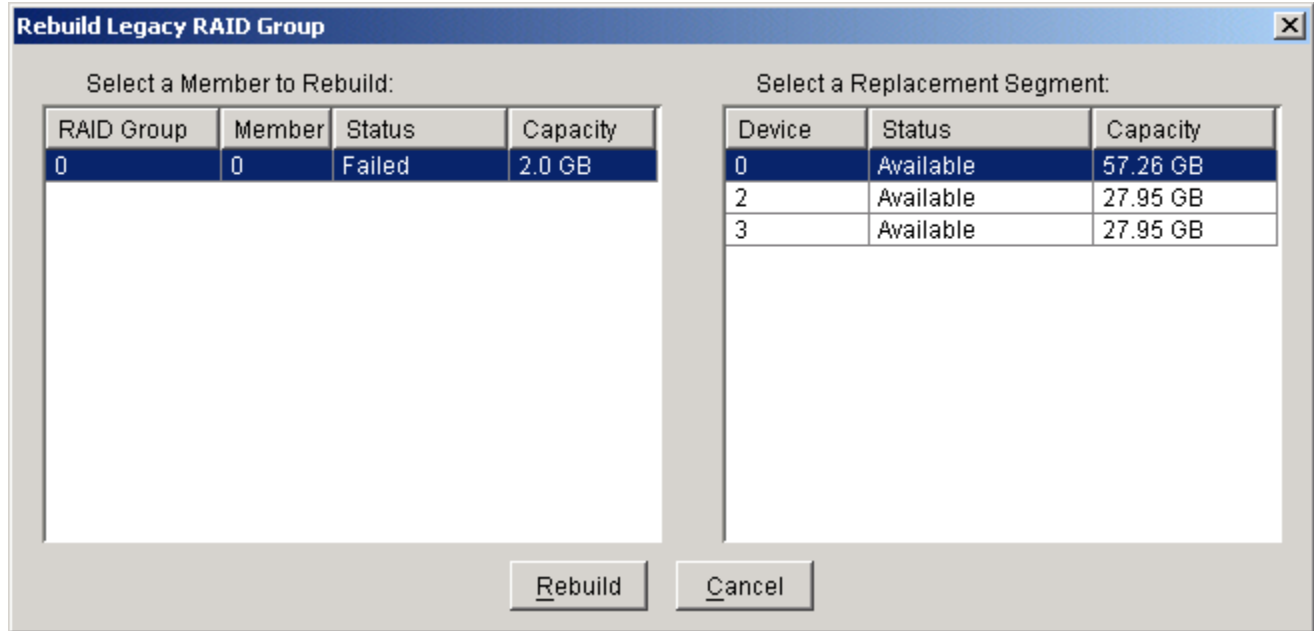 Rebuild Legacy RAID Group
Select a Member to Rebuild:
RAID Group Member Status Capacity
0 0 Failed 2.0 GB
Select a Replacement Segment:
Device Status Capacity
0 Available 57.26 GB
2 Available 27.95 GB
3 Available 27.95 GB
Rebuild Cancel